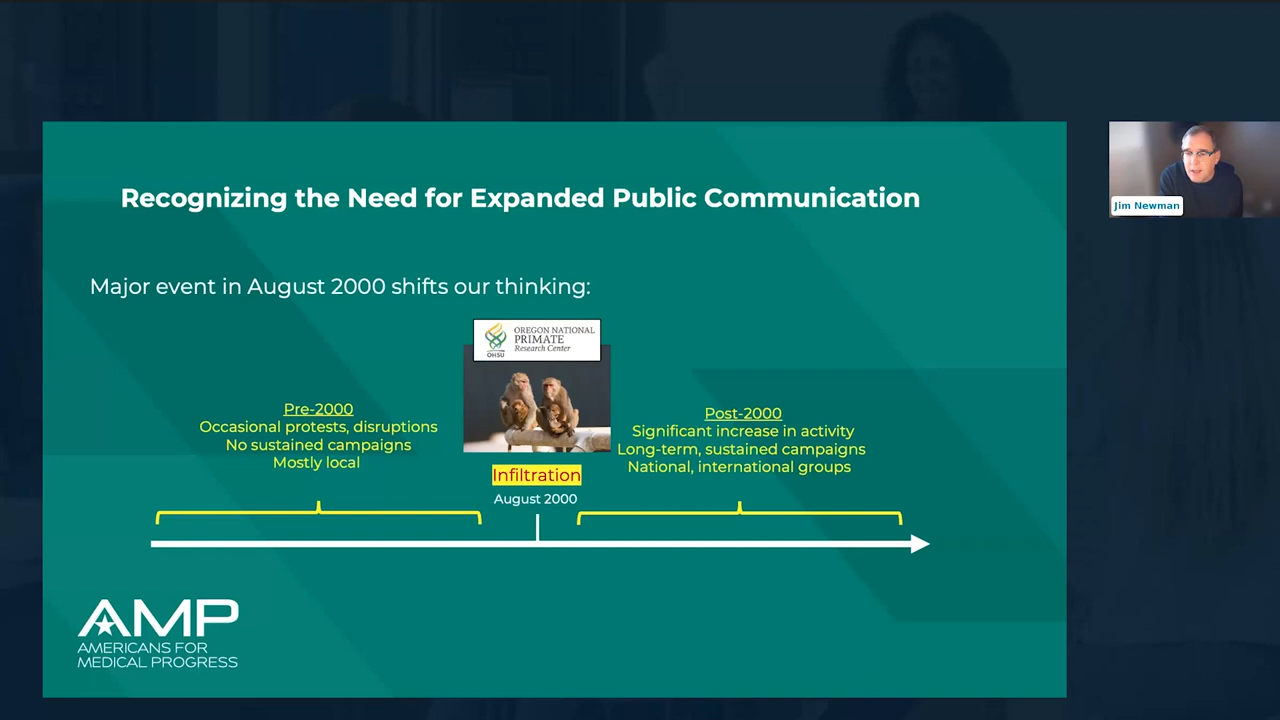 Recognizing the Need for Expanded Public Communication
Jim Newman
Major event in August 2000 shifts our thinking:
OREGON NATIONAL
PRIMATE
Research Center
OHSU
Pre-2000
Occasional protests, disruptions
No sustained campaigns
Mostly local
Infiltration
August 2000
Post-2000
Significant increase in activity
Long-term, sustained campaigns
National, international groups
AMP
AMERICANS FOR
MEDICAL PROGRESS